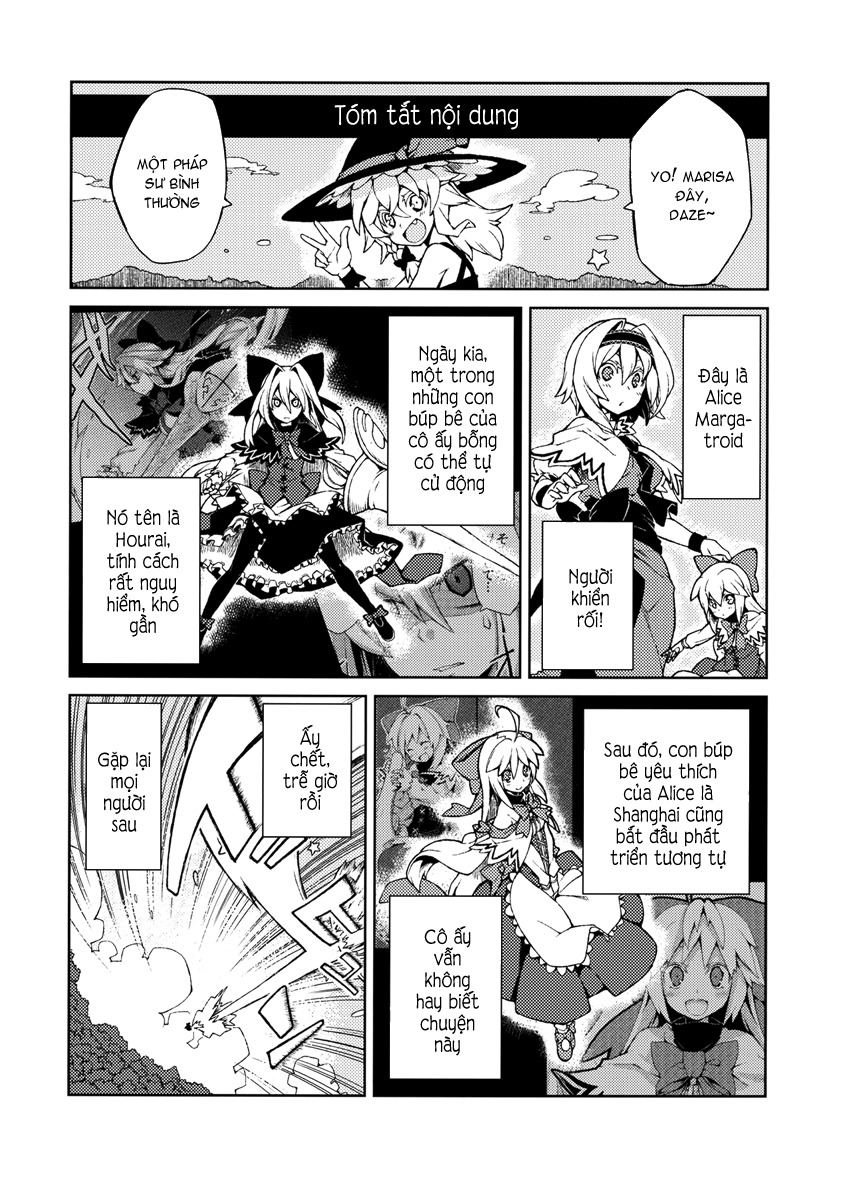 Tóm tắt nội dung
YO! MARISA
ĐÂY,
DAZE~
MỘT PHÁP
SƯ BÌNH
THƯỜNG
Đây là
Alice
Marga-
troid
Người
khiển
rối!
Ngày kia,
một trong
những con
búp bê của
cô ấy bỗng
có thể tự
cử động
Nó tên là
Hourai,
tính cách
rất nguy
hiểm, khó
gần
Sau đó, con búp
bê yêu thích
của Alice là
Shanghai cũng
bắt đầu phát
triển tương tự
Cô ấy
vẫn
không
hay biết
chuyện
này
Ấy
chết,
trễ giờ
rồi
Gặp lại
mọi
người
sau